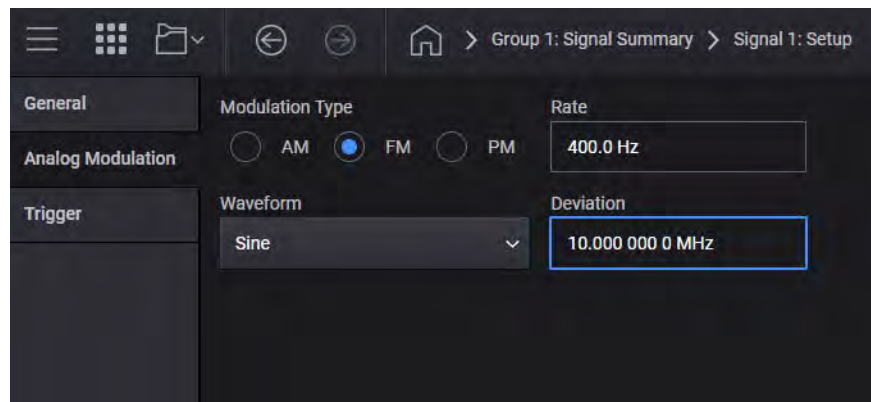 Group 1: Signal Summary > Signal 1: Setup
General
Analog Modulation
Trigger
Modulation Type
AM FM PM
Rate
400.0 Hz
Waveform
Sine
Deviation
10.000 000 0 MHz